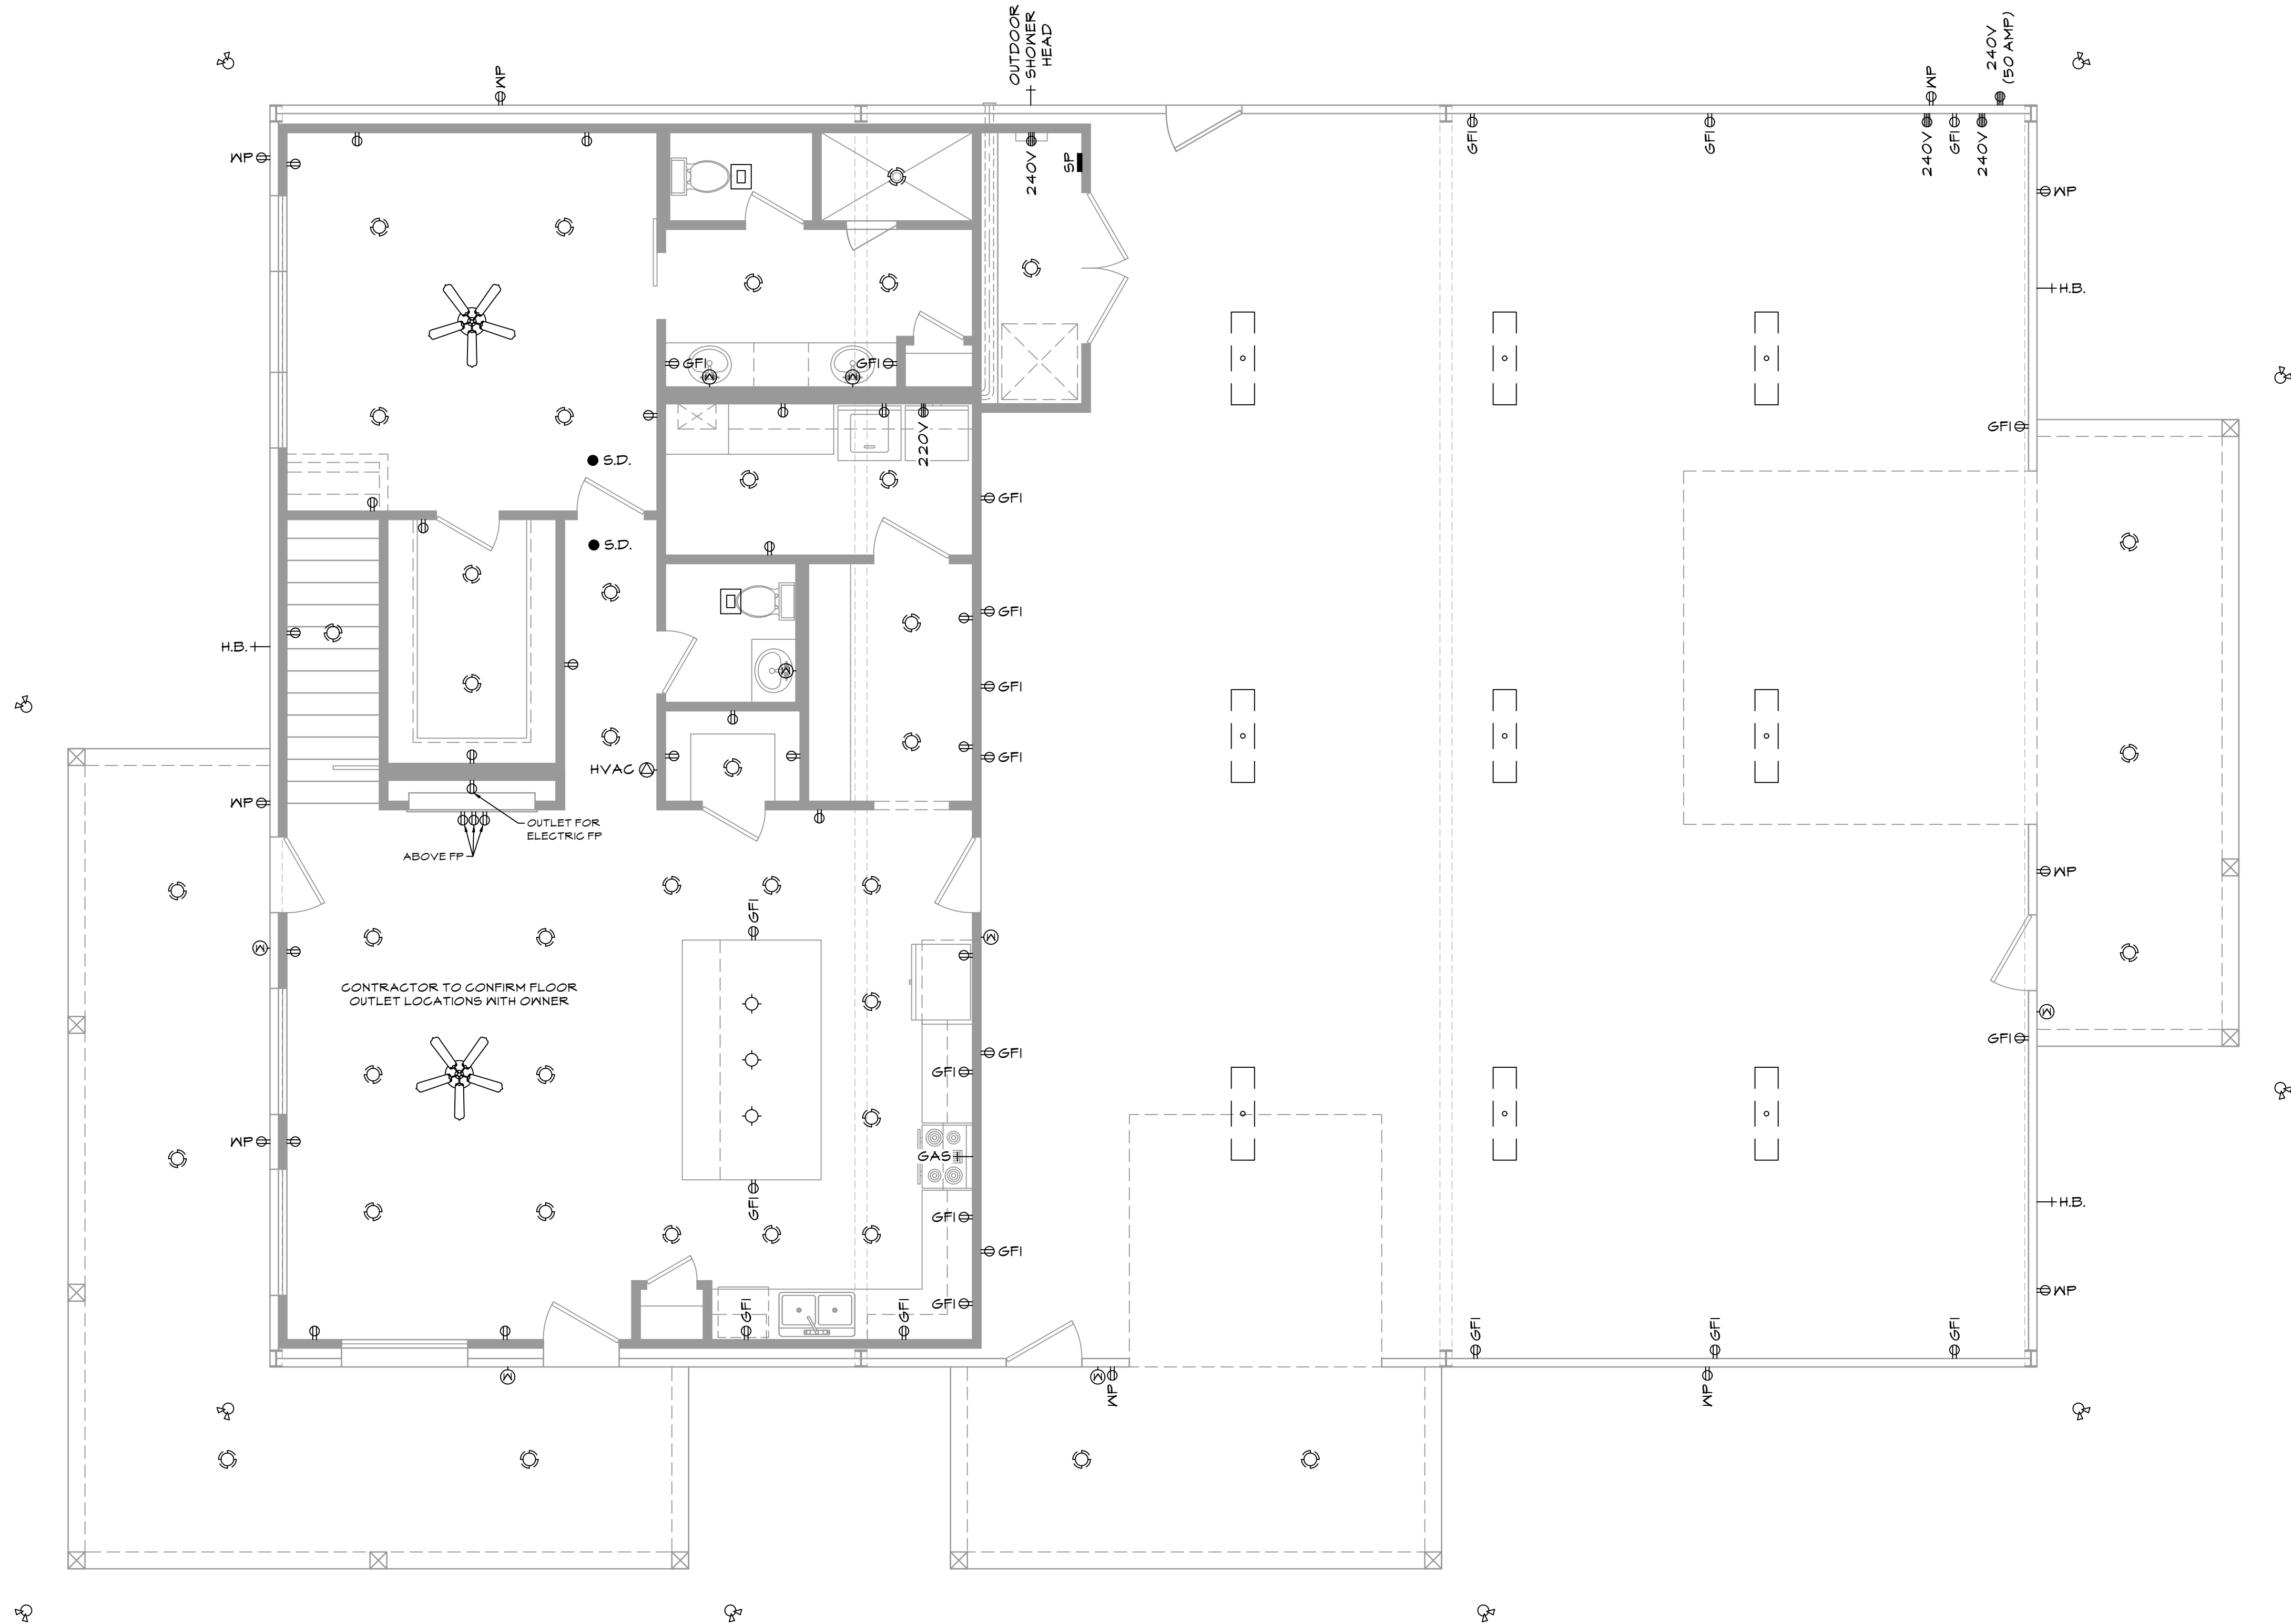 OUTDOOR
SHOWER
HEAD
240V
(50 AMP)
WP
WP
WP
GFI
GFI
240V
GFI
240V
240V
SP
WP
H.B.
GFI
GFI
220V
GFI
S.D.
GFI
S.D.
GFI
H.B.
GFI
HVAC
GFI
WP
OUTLET FOR
ELECTRIC FP
ABOVE FP
WP
GFI
CONTRACTOR TO CONFIRM FLOOR
OUTLET LOCATIONS WITH OWNER
GFI
GFI
GFI
WP
GAS
GFI
GFI
H.B.
GFI
GFI
WP
GFI
GFI
GFI
GFI
GFI
WP
WP
W
W
W
W
W
W
W
W